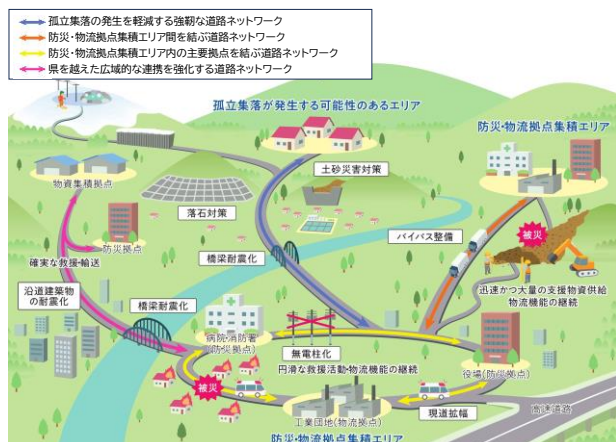 孤立集落の発生を軽減する強靭な道路ネットワーク
防災・物流拠点集積エリア間を結ぶ道路ネットワーク
防災・物流拠点集積エリア内の主要拠点を結ぶ道路ネットワーク
県を越えた広域的な連携を強化する道路ネットワーク
孤立集落が発生する可能性のあるエリア
防災・物流拠点集積エリア
物資集積拠点
落石対策
土砂災害対策
バイパス整備
被災
防災拠点
確実な救援・輸送
橋梁耐震化
迅速かつ大量の支援物資供給
物流機能の継続
沿道建築物
の耐震化
橋梁耐震化
病院・消防署
(防災拠点)
無電柱化
円滑な救援活動・物流機能の継続
役場(防災拠点)
被災
工業団地(物流拠点)
現道拡幅
高速道路
防災・物流拠点集積エリア